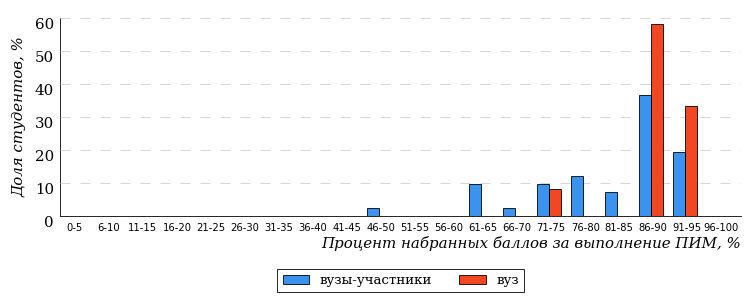 60
50
40
30
20
10
0
Доля студентов, %
0-5 6-10 11-15 16-20 21-25 26-30 31-35 36-40 41-45 46-50 51-55 56-60 61-65 66-70 71-75 76-80 81-85 86-90 91-95 96-100
Процент набранных баллов за выполнение ПИМ, %
вузы-участники вуз